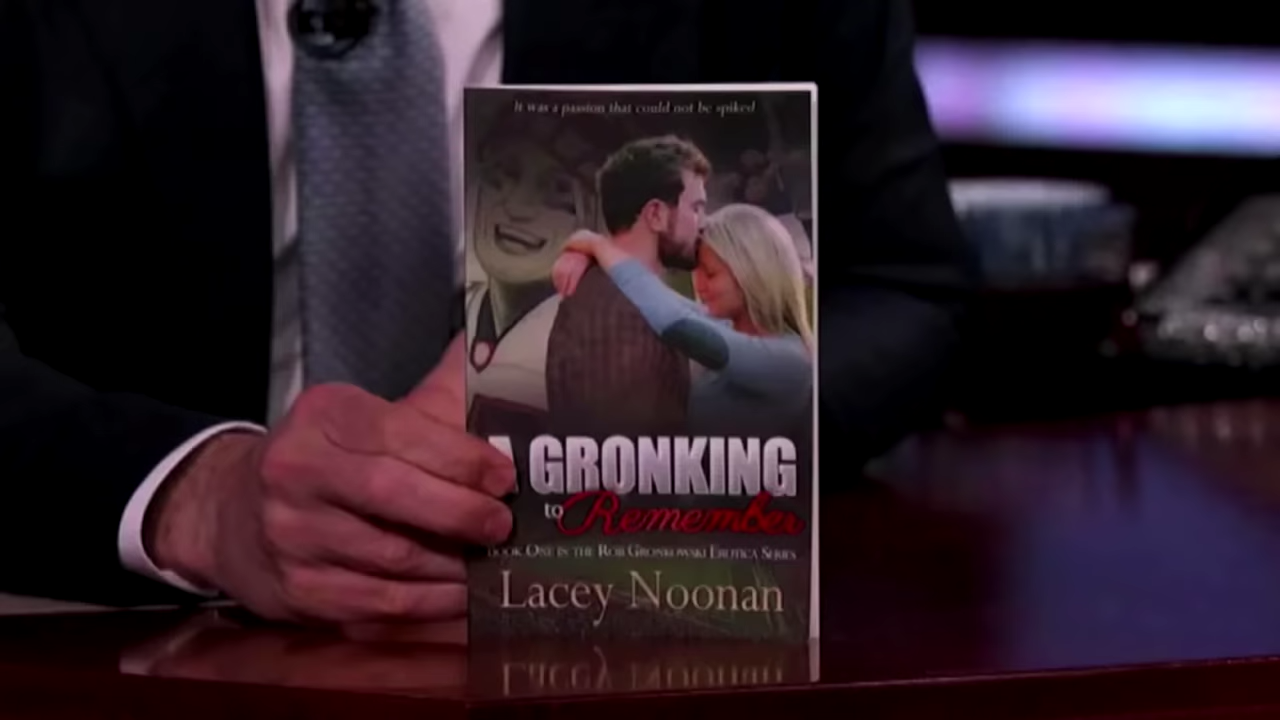 It was a passion that could not be spiked
A GRONKING
to Remember
BOOK ONE IN THE ROB GRONKOWSKI EROTICA SERIES
Lacey Noonan